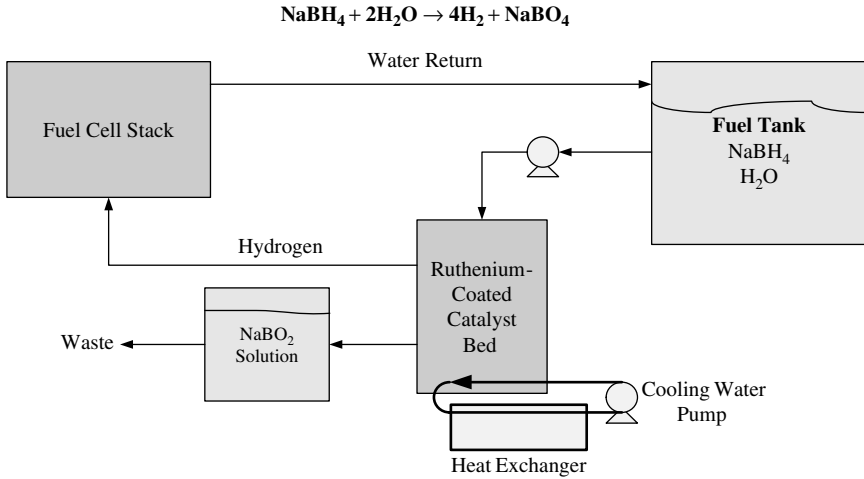 NaBH₄ + 2H₂O → 4H₂ + NaBO₄
Water Return
Fuel Cell Stack
Fuel Tank
NaBH₄
H₂O
Hydrogen
Ruthenium-
Coated
Catalyst
Bed
Waste
NaBO₂
Solution
Cooling Water
Pump
Heat Exchanger